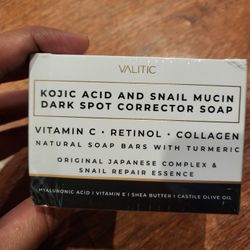 VALITIC
KOJIC ACID AND SNAIL MUCIN
DARK SPOT CORRECTOR SOAP
VITAMIN C • RETINOL • COLLAGEN
NATURAL SOAP BARS WITH TURMERIC
ORIGINAL JAPANESE COMPLEX &
SNAIL REPAIR ESSENCE
HYALURONIC ACID I VITAMIN E I SHEA BUTTER I CASTILE OLIVE OIL